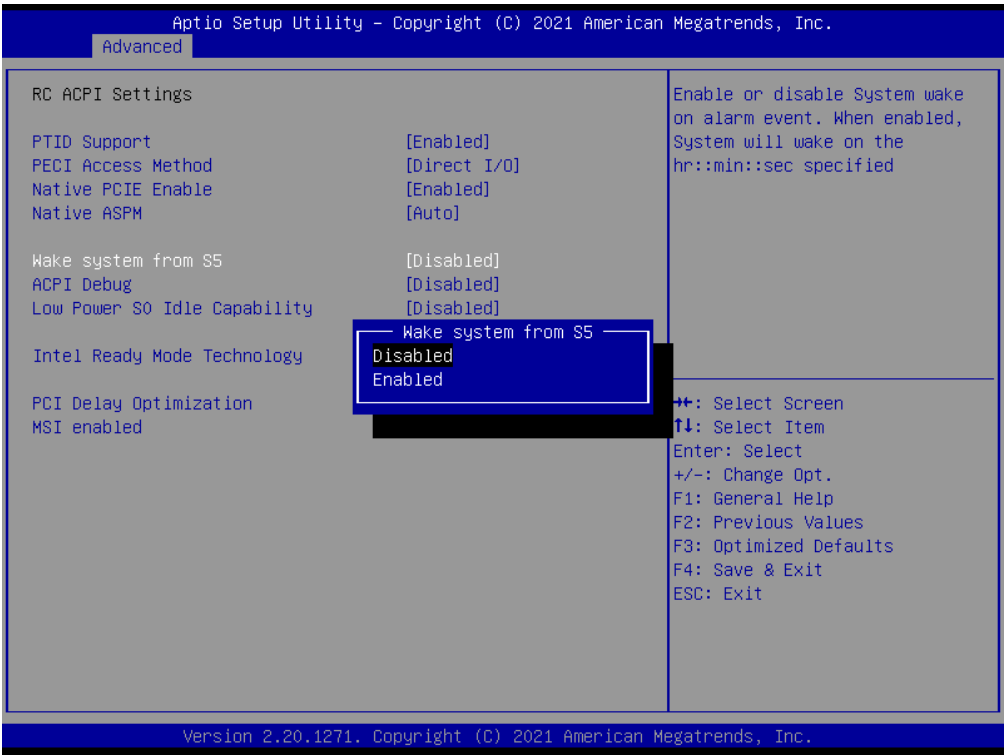 Aptio Setup Utility – Copyright (C) 2021 American Megatrends, Inc.
Advanced
RC ACPI Settings
PTID Support [Enabled]
PECI Access Method [Direct I/O]
Native PCIE Enable [Enabled]
Native ASPM [Auto]
Wake system from S5 [Disabled]
ACPI Debug [Disabled]
Low Power S0 Idle Capability [Disabled]
Intel Ready Mode Technology
PCI Delay Optimization
MSI enabled
Wake system from S5
Disabled
Enabled
Enable or disable System wake
on alarm event. When enabled,
System will wake on the
hr::min::sec specified
→←: Select Screen
↑↓: Select Item
Enter: Select
+/-: Change Opt.
F1: General Help
F2: Previous Values
F3: Optimized Defaults
F4: Save & Exit
ESC: Exit
Version 2.20.1271. Copyright (C) 2021 American Megatrends, Inc.